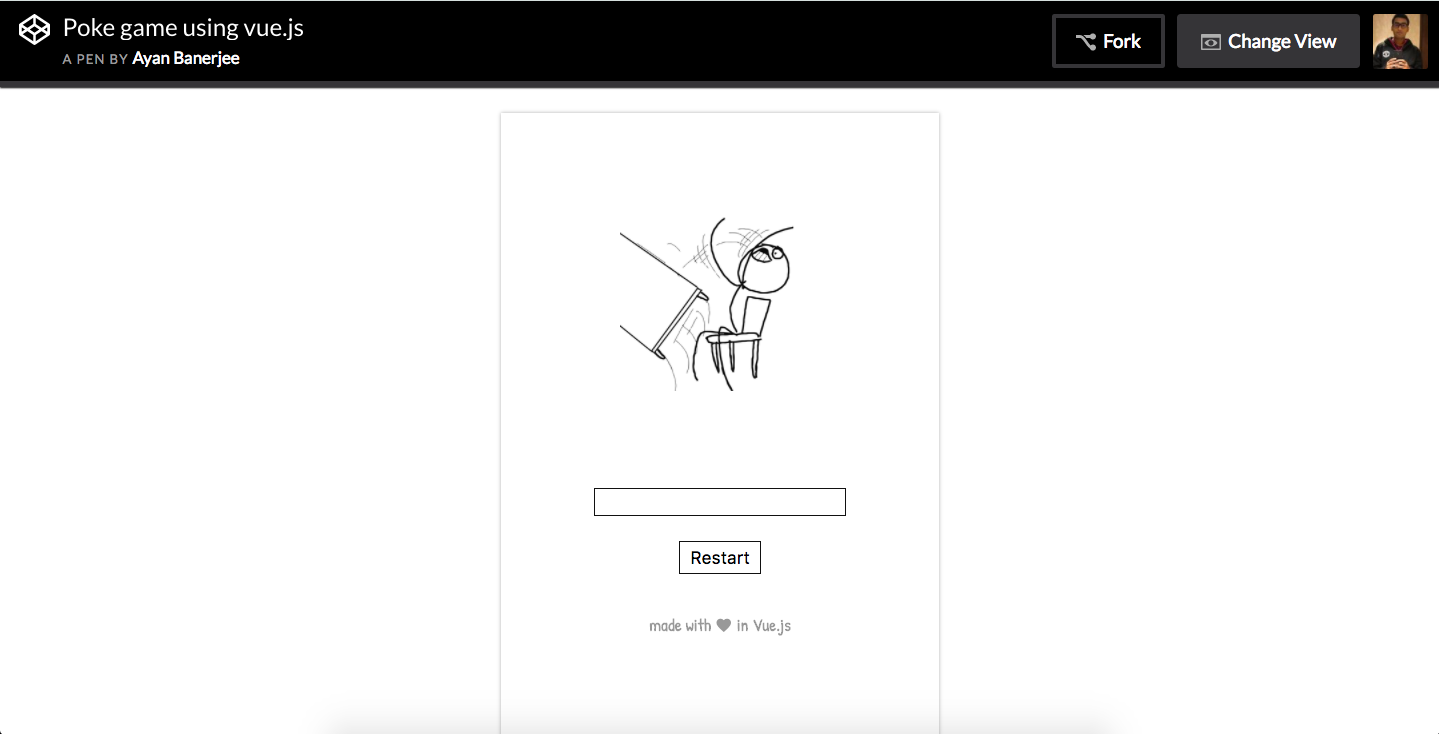 Poke game using vue.js
A PEN BY Ayan Banerjee
Fork
Change View
Restart
made with ♥ in Vue.js